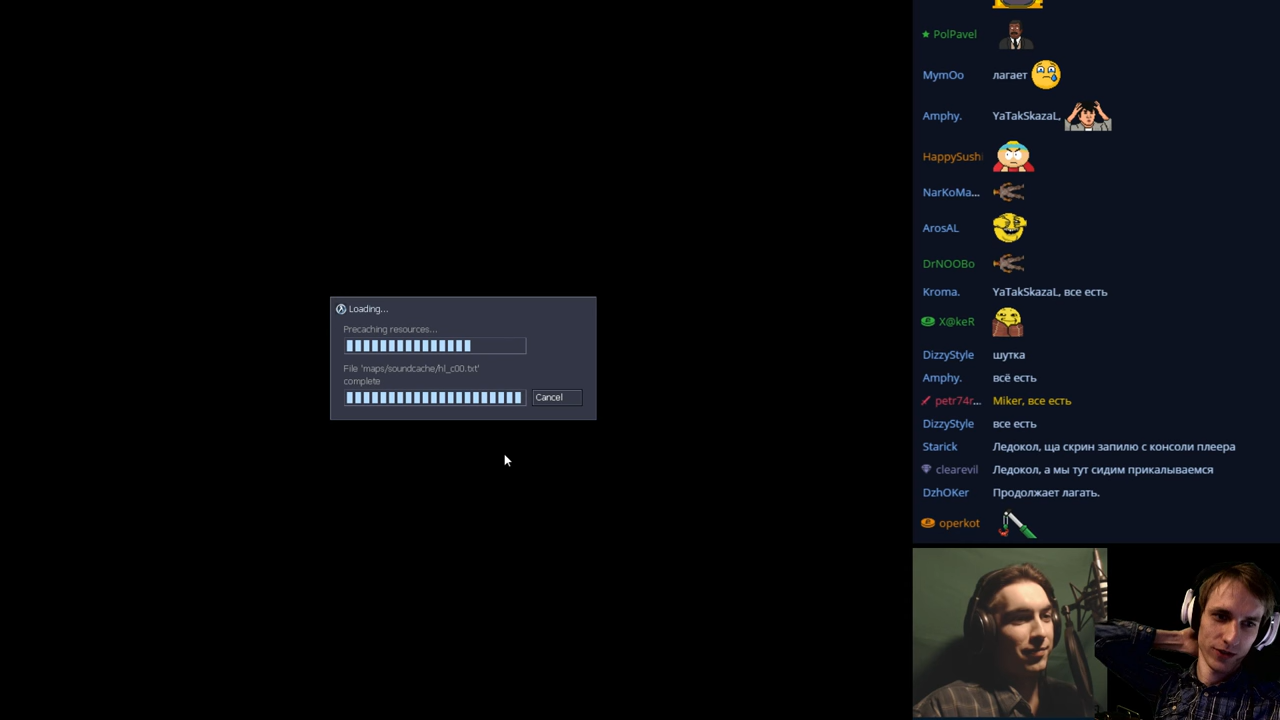 Loading...
Precaching resources...
File 'maps/soundcache/hl_c00.txt'
complete
Cancel
PolPavel
MymOo лагает
Amphy. YaTakSkazaL,
HappySushi
NarKoMa...
ArosAL
DrNOOBo
Kroma. YaTakSkazaL, все есть
X@keR
DizzyStyle шутка
Amphy. всё есть
petr74r... Miker, все есть
DizzyStyle все есть
Starick Ледокол, ща скрин запилю с консоли плеера
clearevil Ледокол, а мы тут сидим прикалываемся
DzhOKer Продолжает лагать.
operkot